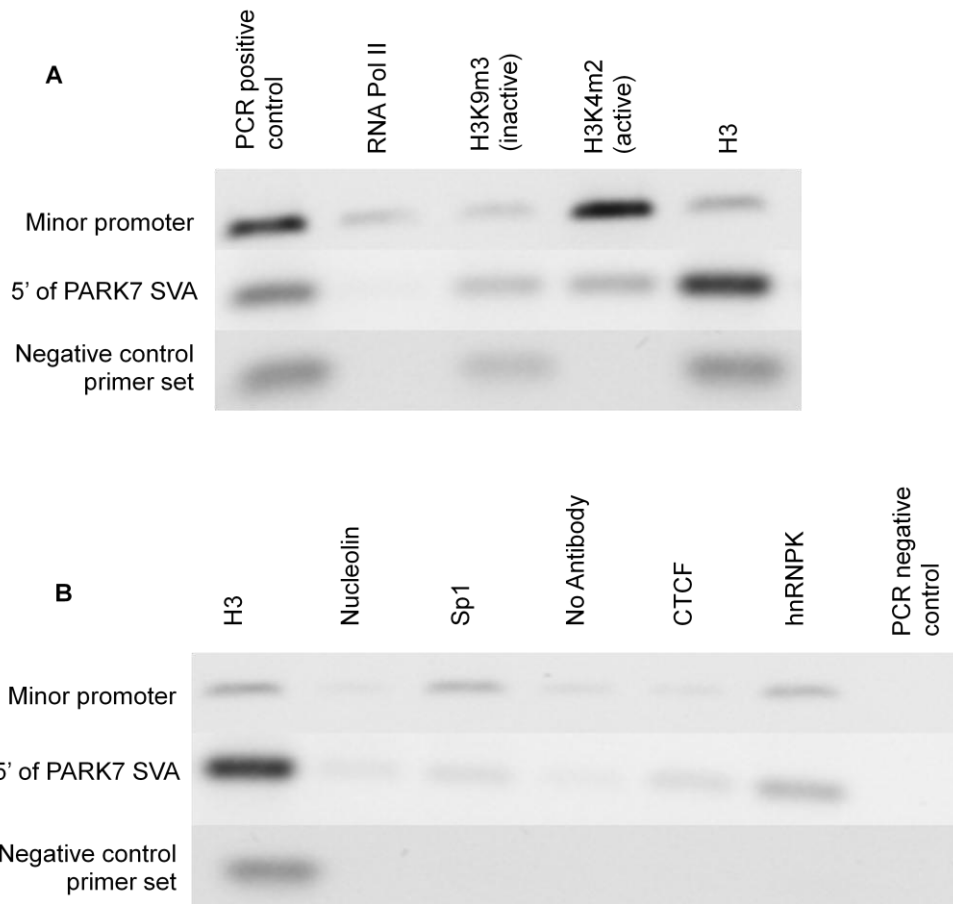 A
PCR positive
control
RNA Pol II
H3K9m3
(inactive)
H3K4m2
(active)
H3
Minor promoter
5' of PARK7 SVA
Negative control
primer set
B
H3
Nucleolin
Sp1
No Antibody
CTCF
hnRNPK
PCR negative
control
Minor promoter
5' of PARK7 SVA
Negative control
primer set